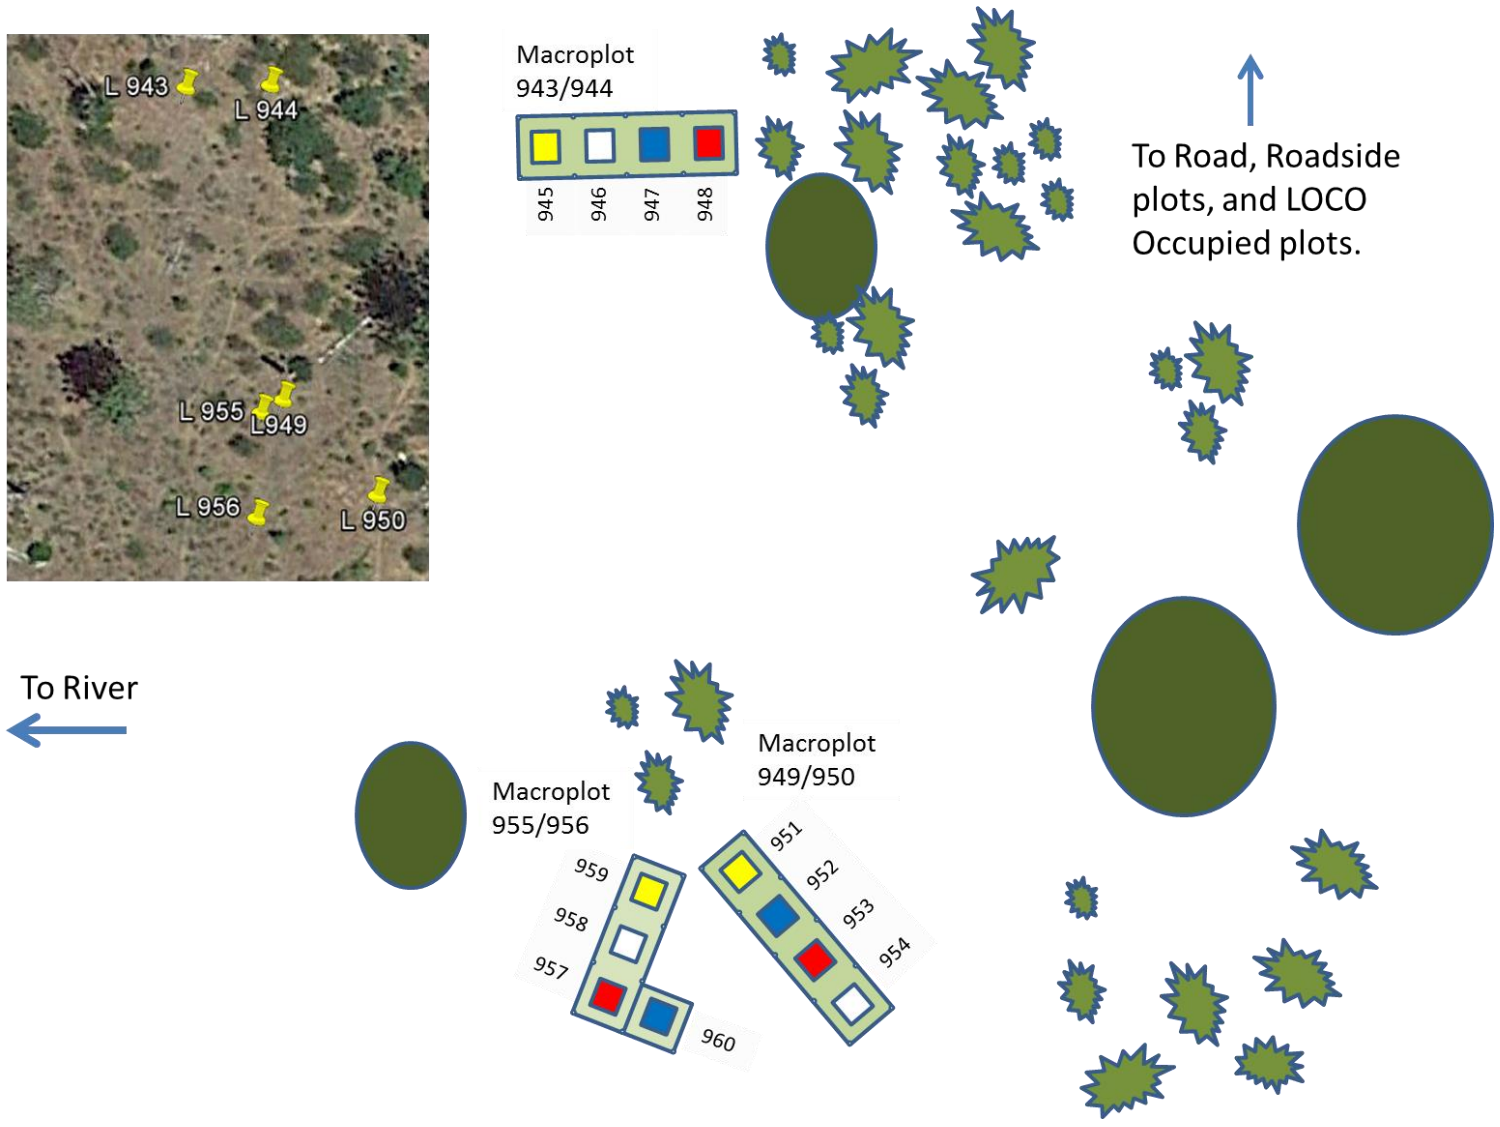 L 943
L 944
L 955
L949
L 956
L 950
Macroplot
943/944
945
946
947
948
To Road, Roadside
plots, and LOCO
Occupied plots.
To River
Macroplot
955/956
959
958
957
960
Macroplot
949/950
951
952
953
954